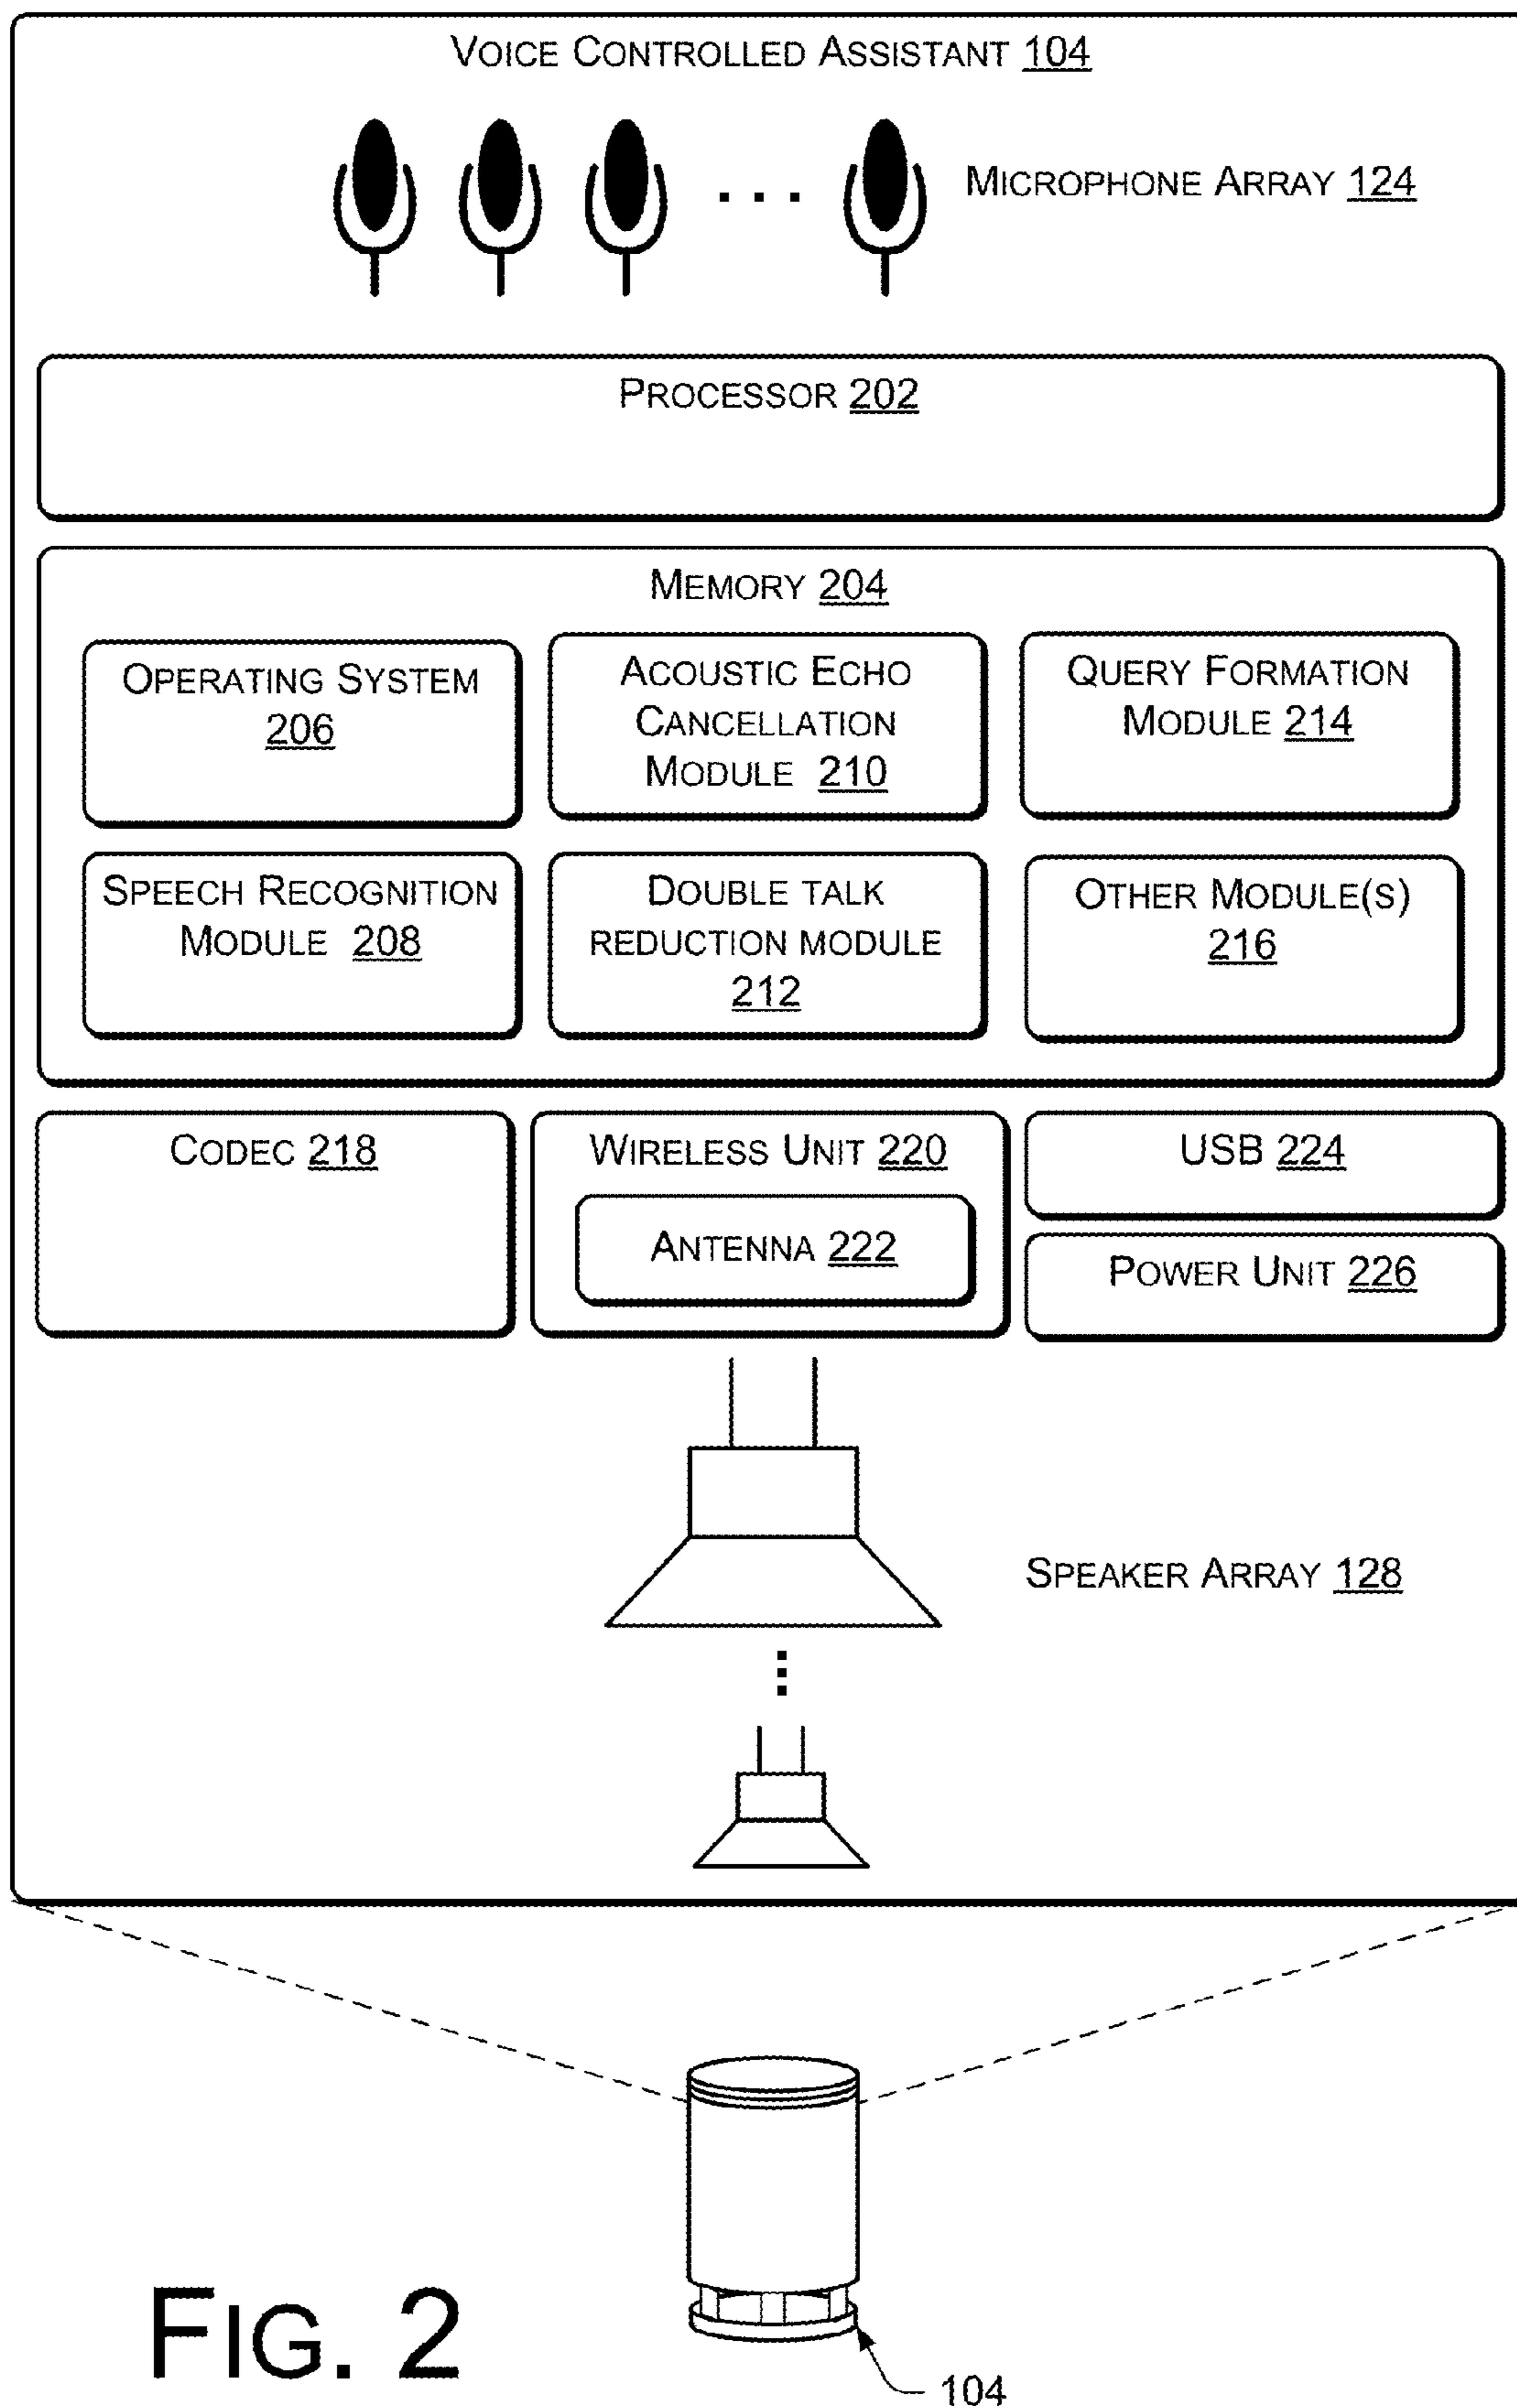 VOICE CONTROLLED ASSISTANT 104
MICROPHONE ARRAY 124
PROCESSOR 202
MEMORY 204
OPERATING SYSTEM
206
ACOUSTIC ECHO
CANCELLATION
MODULE 210
QUERY FORMATION
MODULE 214
SPEECH RECOGNITION
MODULE 208
DOUBLE TALK
REDUCTION MODULE
212
OTHER MODULE(S)
216
CODEC 218
WIRELESS UNIT 220
ANTENNA 222
USB 224
POWER UNIT 226
SPEAKER ARRAY 128
FIG. 2
104